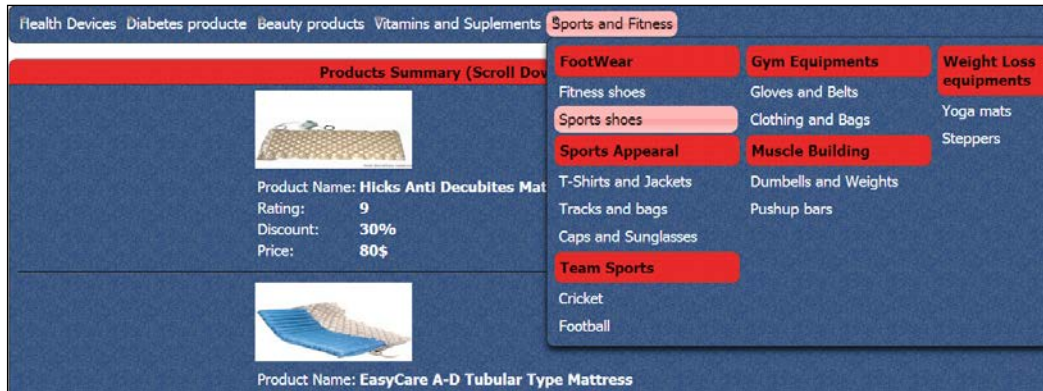 Health Devices Diabetes producte Beauty products Vitamins and Suplements Sports and Fitness
Products Summary (Scroll Dov
Product Name: Hicks Anti Decubites Mat
Rating: 9
Discount: 30%
Price: 80$
Product Name: EasyCare A-D Tubular Type Mattress
FootWear
Fitness shoes
Sports shoes
Sports Appearal
T-Shirts and Jackets
Tracks and bags
Caps and Sunglasses
Team Sports
Cricket
Football
Gym Equipments
Gloves and Belts
Clothing and Bags
Muscle Building
Dumbells and Weights
Pushup bars
Weight Loss
equipments
Yoga mats
Steppers